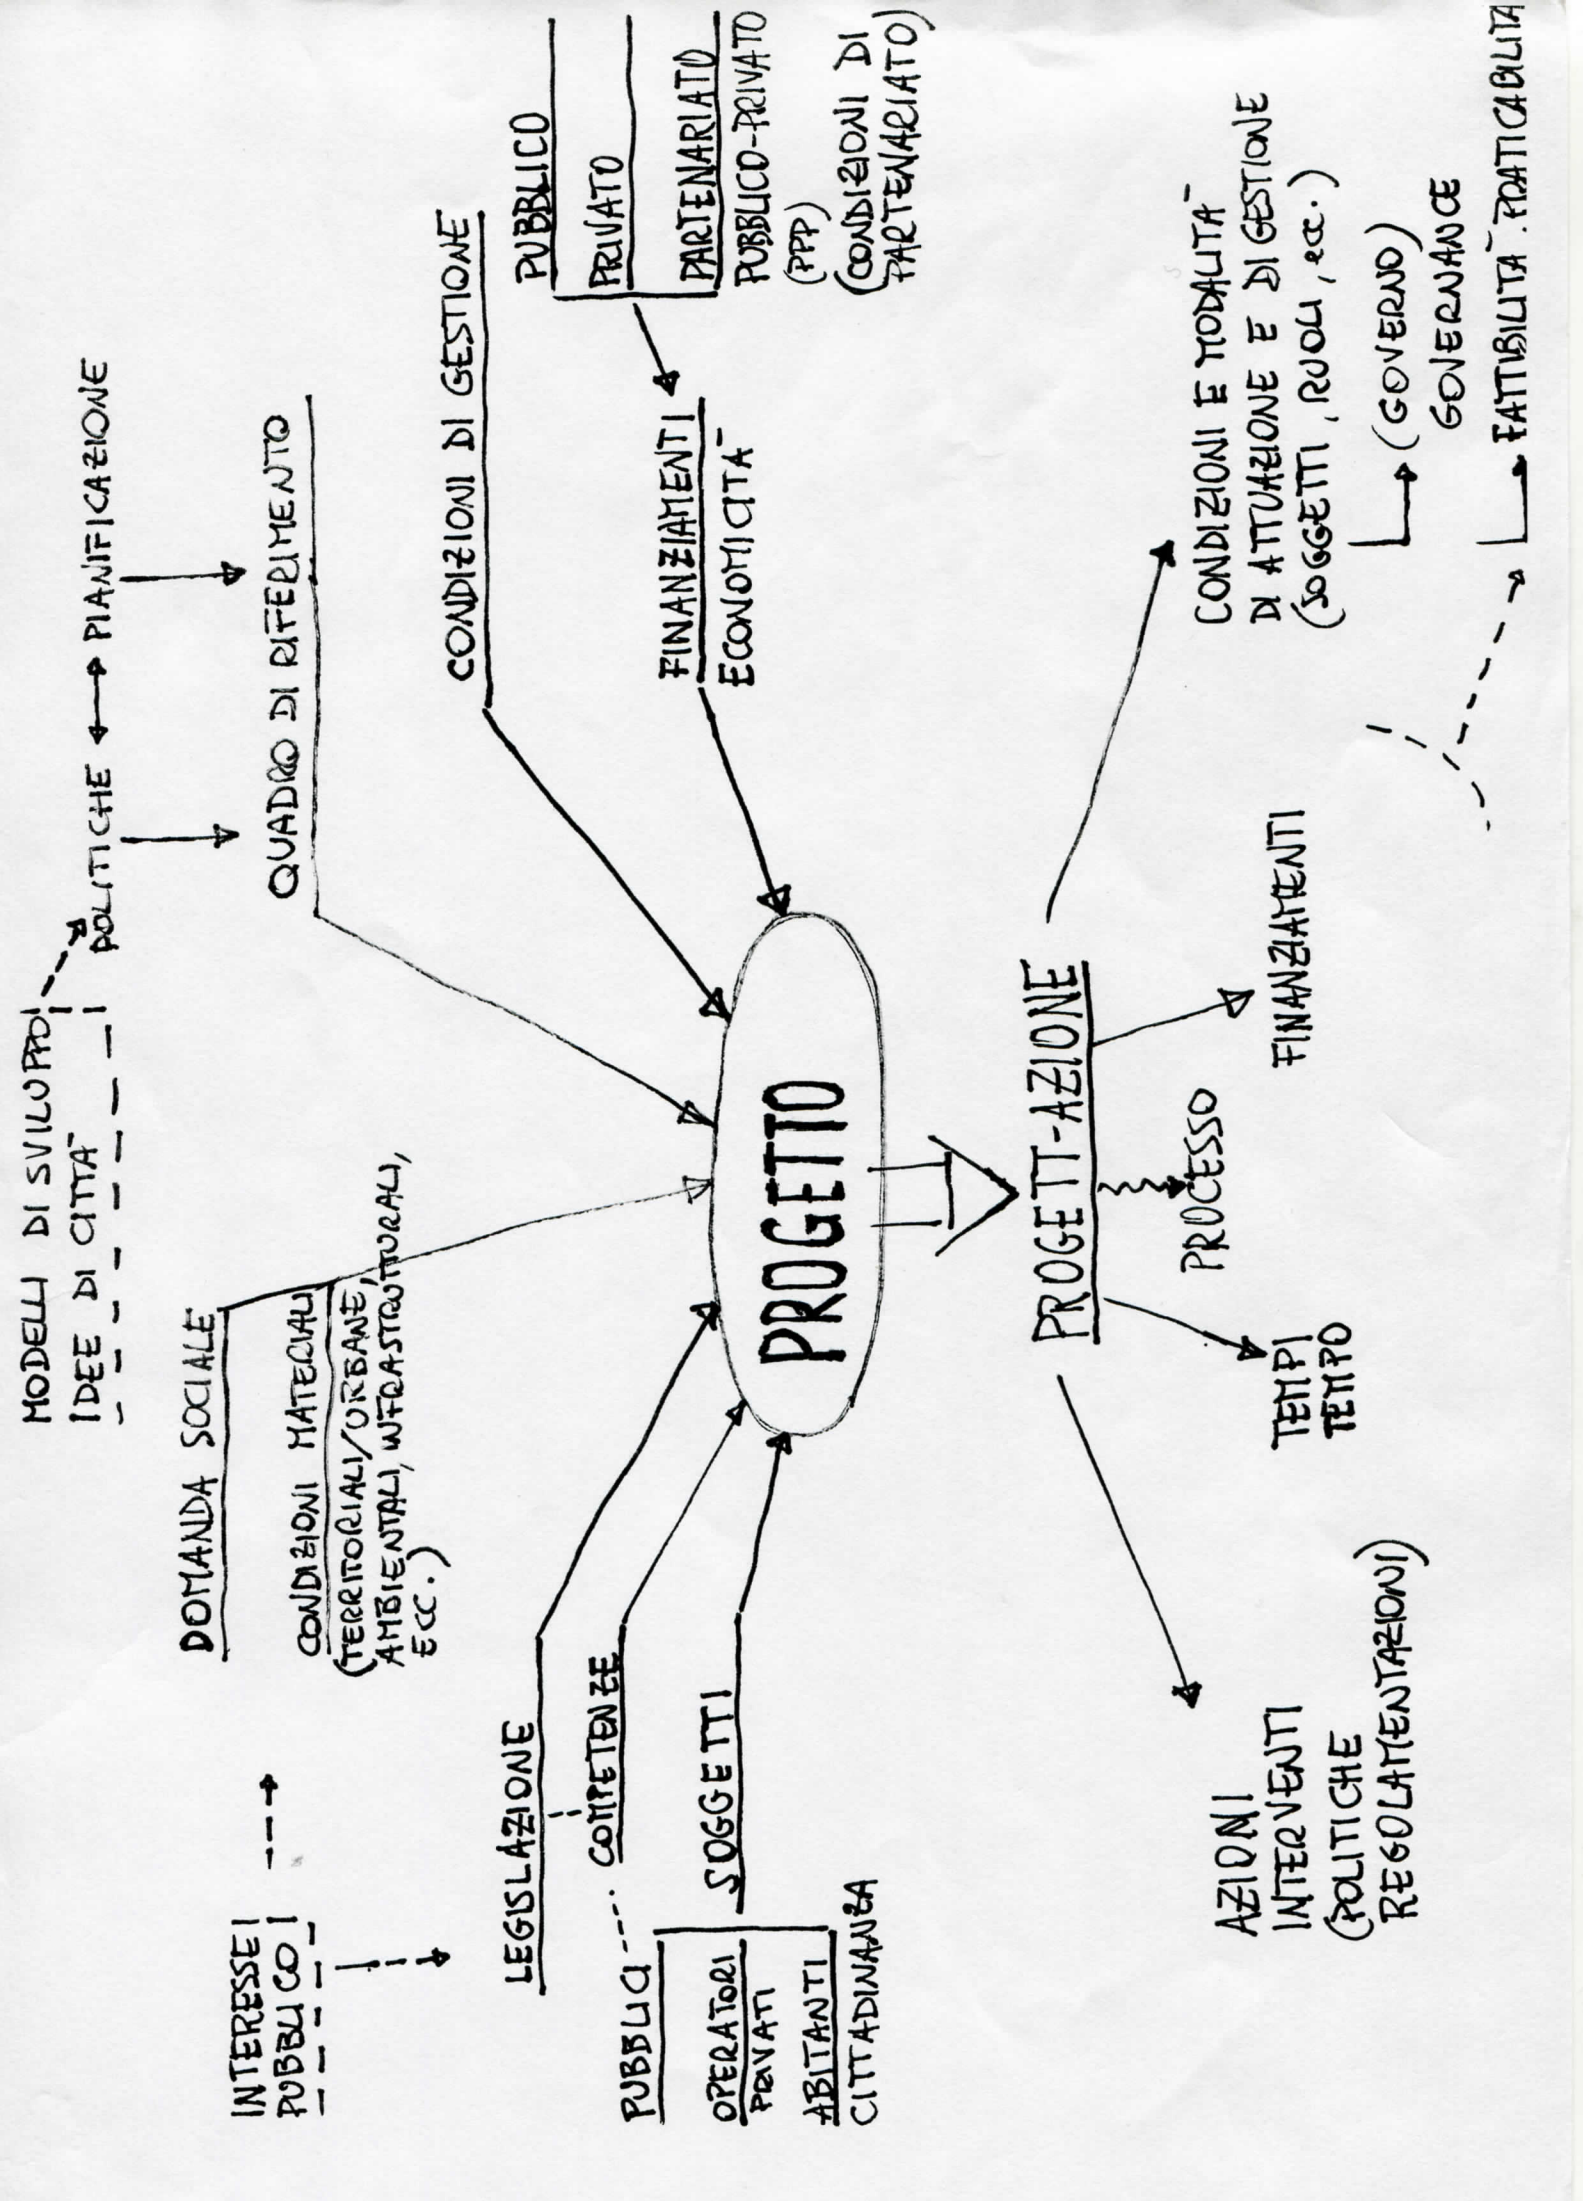 MODELLI DI SVILUPPO
IDEE DI CITTÀ
POLITICHE PIANIFICAZIONE
DOMANDA SOCIALE
QUADRO DI RIFERIMENTO
INTERESSE
PUBBLICO
CONDIZIONI MATERIALI
(TERRITORIALI/URBANE,
AMBIENTALI, INFRASTRUTTURALI,
ECC.)
CONDIZIONI DI GESTIONE
LEGISLAZIONE
COMPETENZE
SOGGETTI
PUBBLICI
OPERATORI
PRIVATI
ABITANTI
CITTADINANZA
PUBBLICO
PRIVATO
PARTENARIATO
PUBBLICO-PRIVATO
(PPP)
(CONDIZIONI DI
PARTENARIATO)
FINANZIAMENTI
ECONOMICITÀ
PROGETTO
PROGETT-AZIONE
AZIONI
INTERVENTI
(POLITICHE
REGOLAMENTAZIONI)
TEMPI
TEMPO
PROCESSO
FINANZIAMENTI
CONDIZIONI E MODALITÀ
DI ATTUAZIONE E DI GESTIONE
(SOGGETTI, RUOLI, ecc.)
(GOVERNO)
GOVERNANCE
FATTIBILITÀ. PRATICABILITÀ